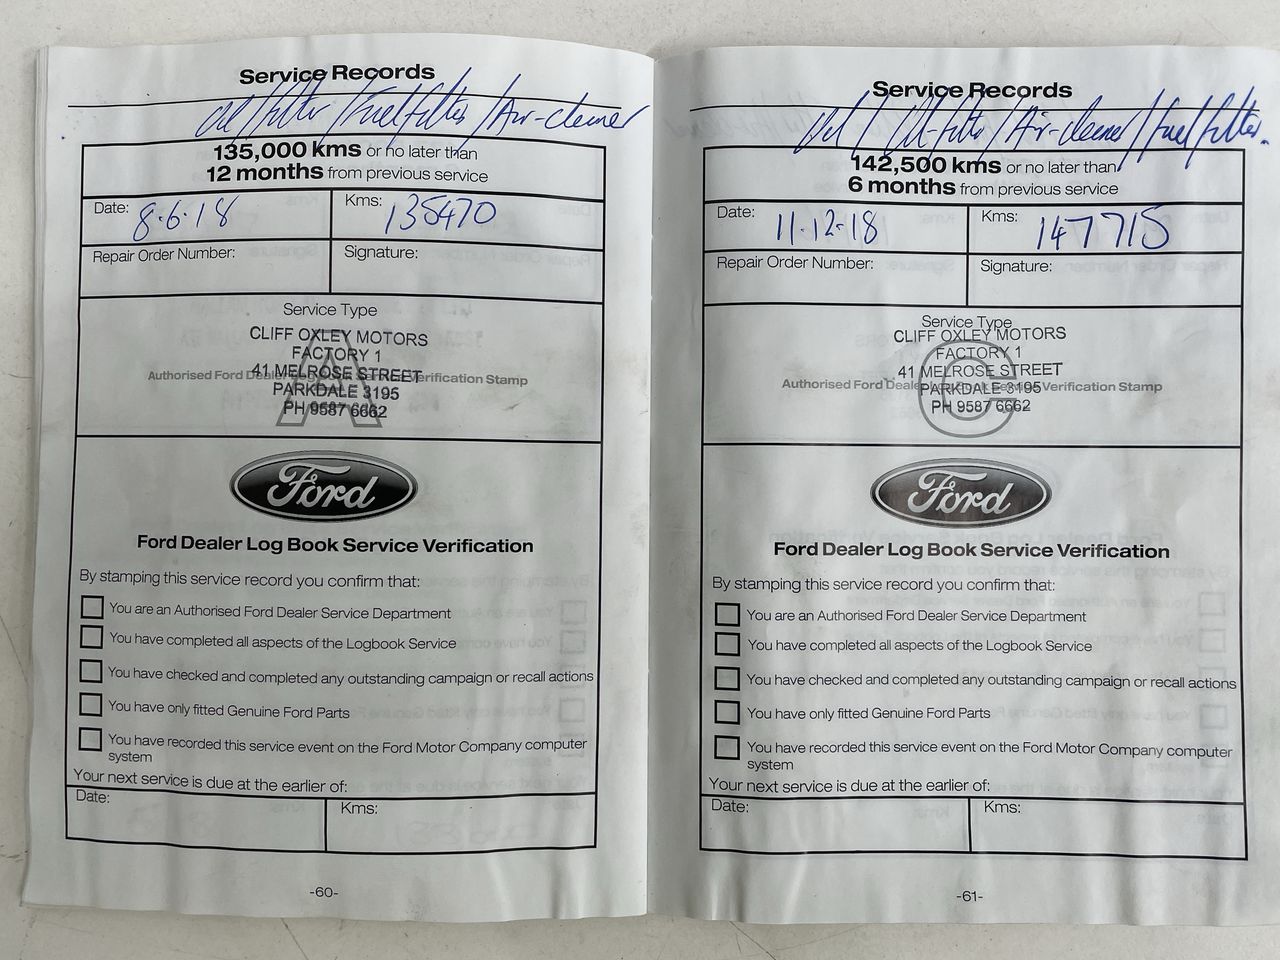 Service Records
Oil/filter/Fuel filter/Air-cleaner
135,000 kms or no later than
12 months from previous service
Date: 8.6.18 Kms: 135470
Repair Order Number: Signature:
Service Type
A
CLIFF OXLEY MOTORS
FACTORY 1
41 MELROSE STREET
Authorised Ford Dealer Log Book Service Verification Stamp
PARKDALE 3195
PH 9587 6662
Ford
Ford Dealer Log Book Service Verification
By stamping this service record you confirm that:
You are an Authorised Ford Dealer Service Department
You have completed all aspects of the Logbook Service
You have checked and completed any outstanding campaign or recall actions
You have only fitted Genuine Ford Parts
You have recorded this service event on the Ford Motor Company computer
system
Your next service is due at the earlier of:
Date: Kms:
-60-
Service Records
Oil/Oil-filter/Air-cleaner/fuel filter.
142,500 kms or no later than
6 months from previous service
Date: 11.12.18 Kms: 147715
Repair Order Number: Signature:
Service Type
C
CLIFF OXLEY MOTORS
FACTORY 1
41 MELROSE STREET
Authorised Ford Dealer Log Book Service Verification Stamp
PARKDALE 3195
PH 9587 6662
Ford
Ford Dealer Log Book Service Verification
By stamping this service record you confirm that:
You are an Authorised Ford Dealer Service Department
You have completed all aspects of the Logbook Service
You have checked and completed any outstanding campaign or recall actions
You have only fitted Genuine Ford Parts
You have recorded this service event on the Ford Motor Company computer
system
Your next service is due at the earlier of:
Date: Kms:
-61-